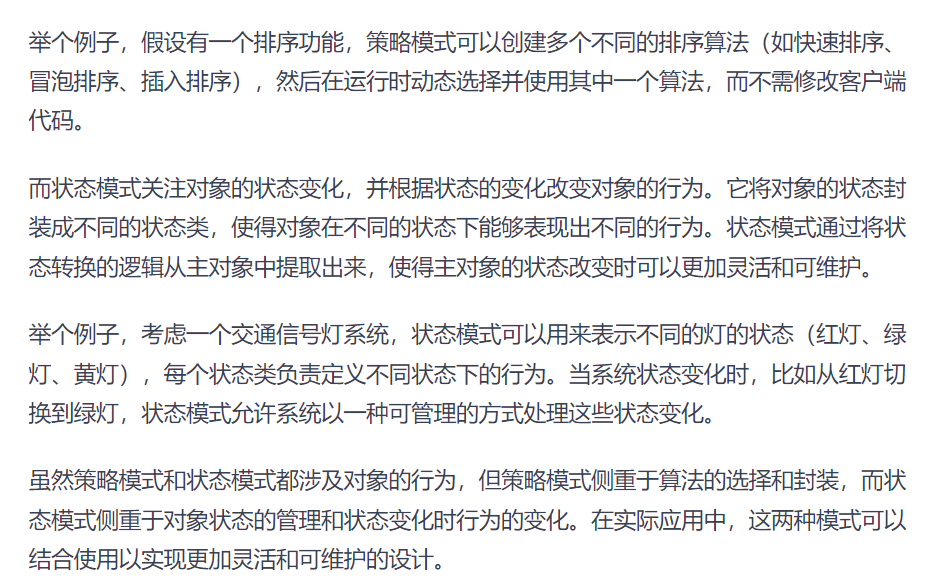 举个例子，假设有一个排序功能，策略模式可以创建多个不同的排序算法（如快速排序、
冒泡排序、插入排序），然后在运行时动态选择并使用其中一个算法，而不需修改客户端
代码。
而状态模式关注对象的状态变化，并根据状态的变化改变对象的行为。它将对象的状态封
装成不同的状态类，使得对象在不同的状态下能够表现出不同的行为。状态模式通过将状
态转换的逻辑从主对象中提取出来，使得主对象的状态改变时可以更加灵活和可维护。
举个例子，考虑一个交通信号灯系统，状态模式可以用来表示不同的灯的状态（红灯、绿
灯、黄灯），每个状态类负责定义不同状态下的行为。当系统状态变化时，比如从红灯切
换到绿灯，状态模式允许系统以一种可管理的方式处理这些状态变化。
虽然策略模式和状态模式都涉及对象的行为，但策略模式侧重于算法的选择和封装，而状
态模式侧重于对象状态的管理和状态变化时行为的变化。在实际应用中，这两种模式可以
结合使用以实现更加灵活和可维护的设计。